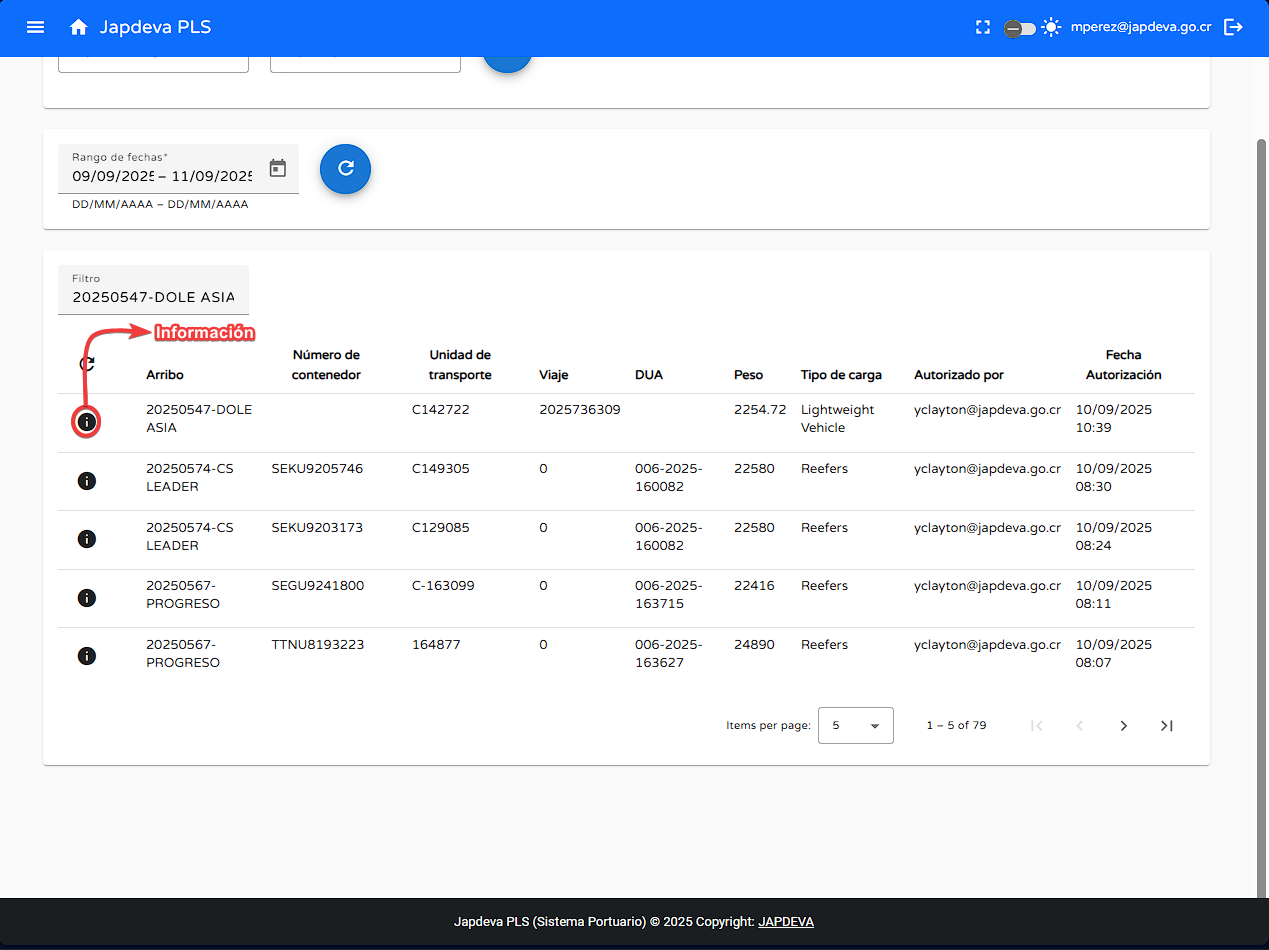 Japdeva PLS
mperez@japdeva.go.cr
Rango de fechas*
09/09/2025 – 11/09/2025
DD/MM/AAAA – DD/MM/AAAA
Filtro
20250547-DOLE ASIA
Información
Arribo Número de contenedor Unidad de transporte Viaje DUA Peso Tipo de carga Autorizado por Fecha Autorización
20250547-DOLE ASIA C142722 2025736309 2254.72 Lightweight Vehicle yclayton@japdeva.go.cr 10/09/2025 10:39
20250574-CS LEADER SEKU9205746 C149305 0 006-2025-160082 22580 Reefers yclayton@japdeva.go.cr 10/09/2025 08:30
20250574-CS LEADER SEKU9203173 C129085 0 006-2025-160082 22580 Reefers yclayton@japdeva.go.cr 10/09/2025 08:24
20250567-PROGRESO SEGU9241800 C-163099 0 006-2025-163715 22416 Reefers yclayton@japdeva.go.cr 10/09/2025 08:11
20250567-PROGRESO TTNU8193223 164877 0 006-2025-163627 24890 Reefers yclayton@japdeva.go.cr 10/09/2025 08:07
Items per page: 5 1 – 5 of 79
Japdeva PLS (Sistema Portuario) © 2025 Copyright: JAPDEVA